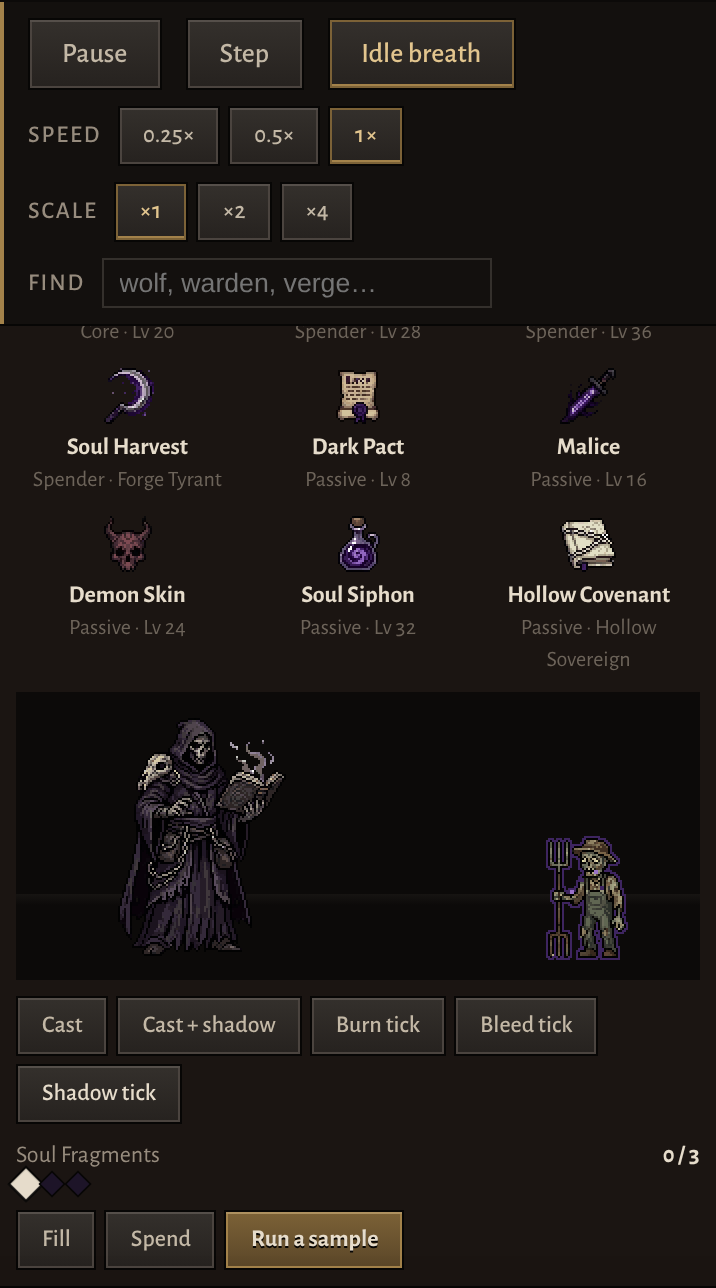 Pause Step Idle breath
SPEED 0.25× 0.5× 1×
SCALE ×1 ×2 ×4
FIND wolf, warden, verge…
Core · Lv 20 Spender · Lv 28 Spender · Lv 36
Soul Harvest Dark Pact Malice
Spender · Forge Tyrant Passive · Lv 8 Passive · Lv 16
Demon Skin Soul Siphon Hollow Covenant
Passive · Lv 24 Passive · Lv 32 Passive · Hollow
Sovereign
Cast Cast + shadow Burn tick Bleed tick
Shadow tick
Soul Fragments 0 / 3
Fill Spend Run a sample